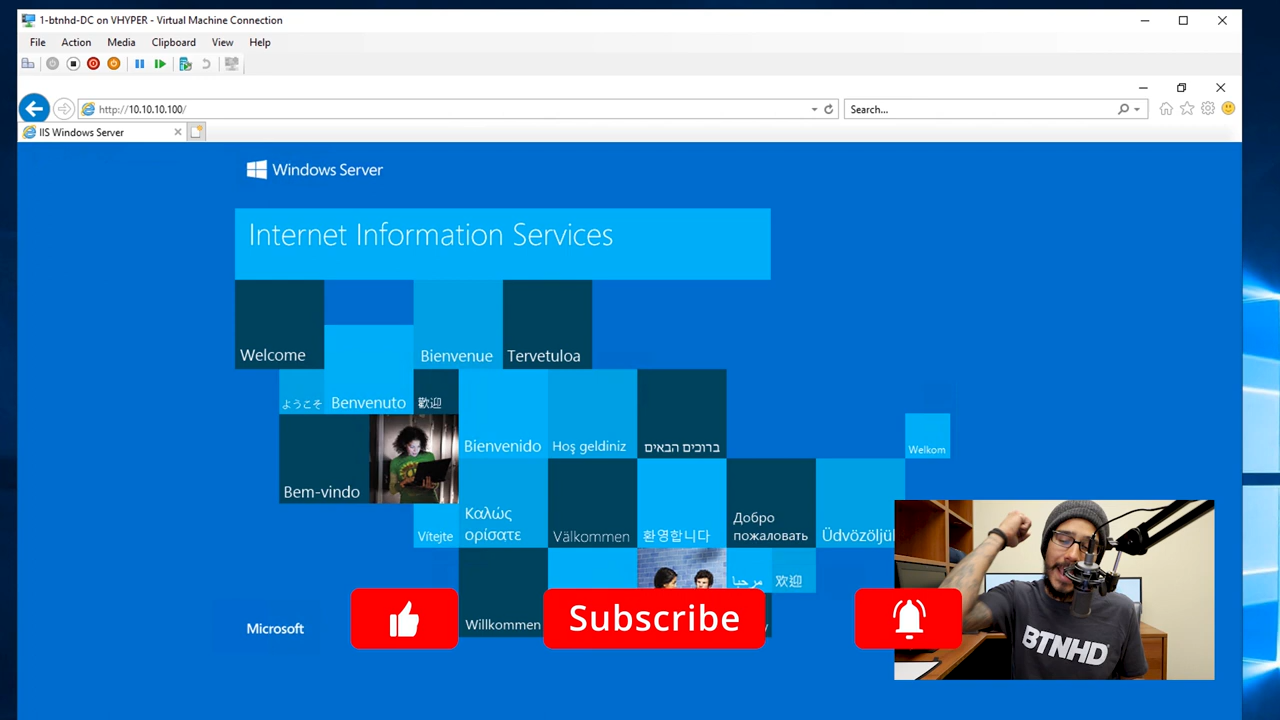 1-btnhd-DC on VHYPER - Virtual Machine Connection
File Action Media Clipboard View Help
http://10.10.10.100/
Search...
IIS Windows Server
Windows Server
Internet Information Services
Welcome
Bienvenue
Tervetuloa
ようこそ
Benvenuto
歡迎
Bienvenido
Hoş geldiniz
ברוכים הבאים
Welkom
Bem-vindo
Vítejte
Καλώς
ορίσατε
Välkommen
환영합니다
Добро
пожаловать
Üdvözöljük
مرحبا
欢迎
Microsoft
Willkommen
Subscribe
BTNHD